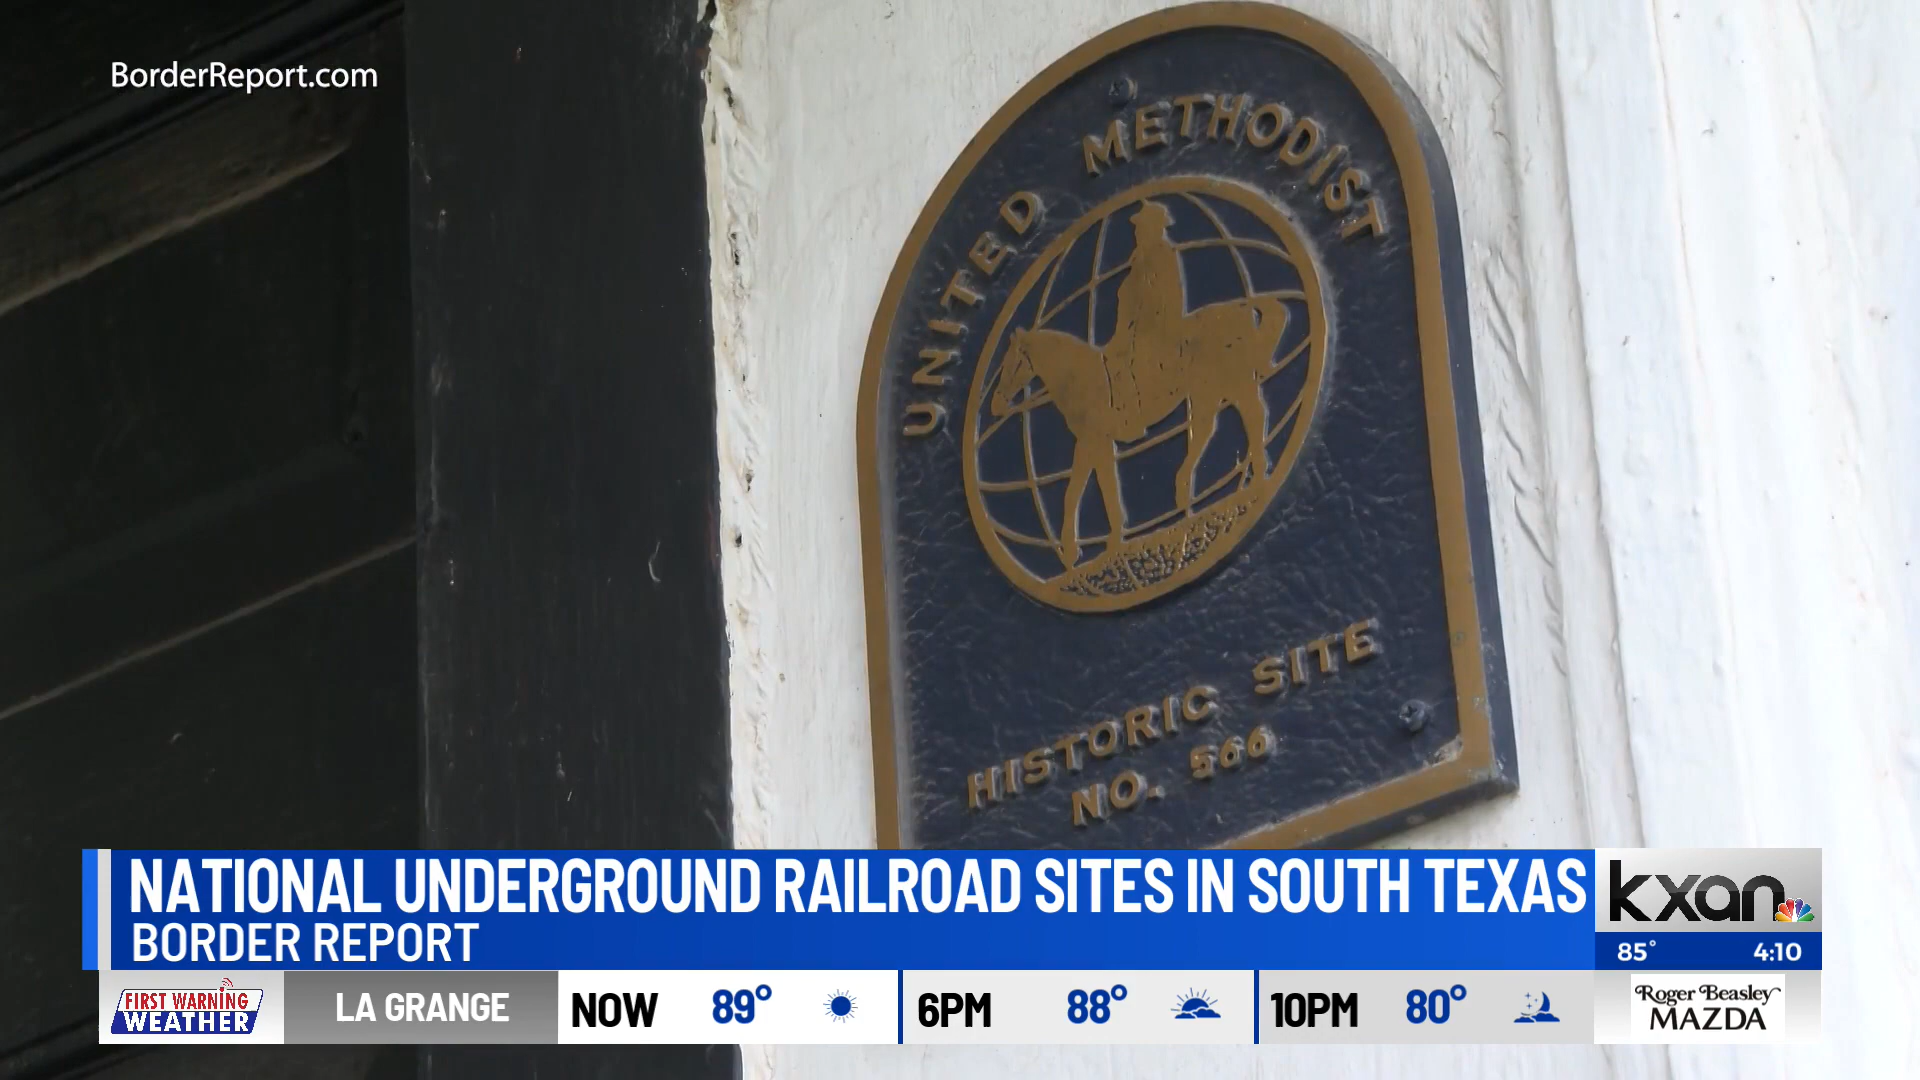 BorderReport.com
UNITED METHODIST
HISTORIC SITE
NO. 566
NATIONAL UNDERGROUND RAILROAD SITES IN SOUTH TEXAS
BORDER REPORT
kxan
85° 4:10
FIRST WARNING
WEATHER
LA GRANGE NOW 89° 6PM 88° 10PM 80°
Roger Beasley
MAZDA